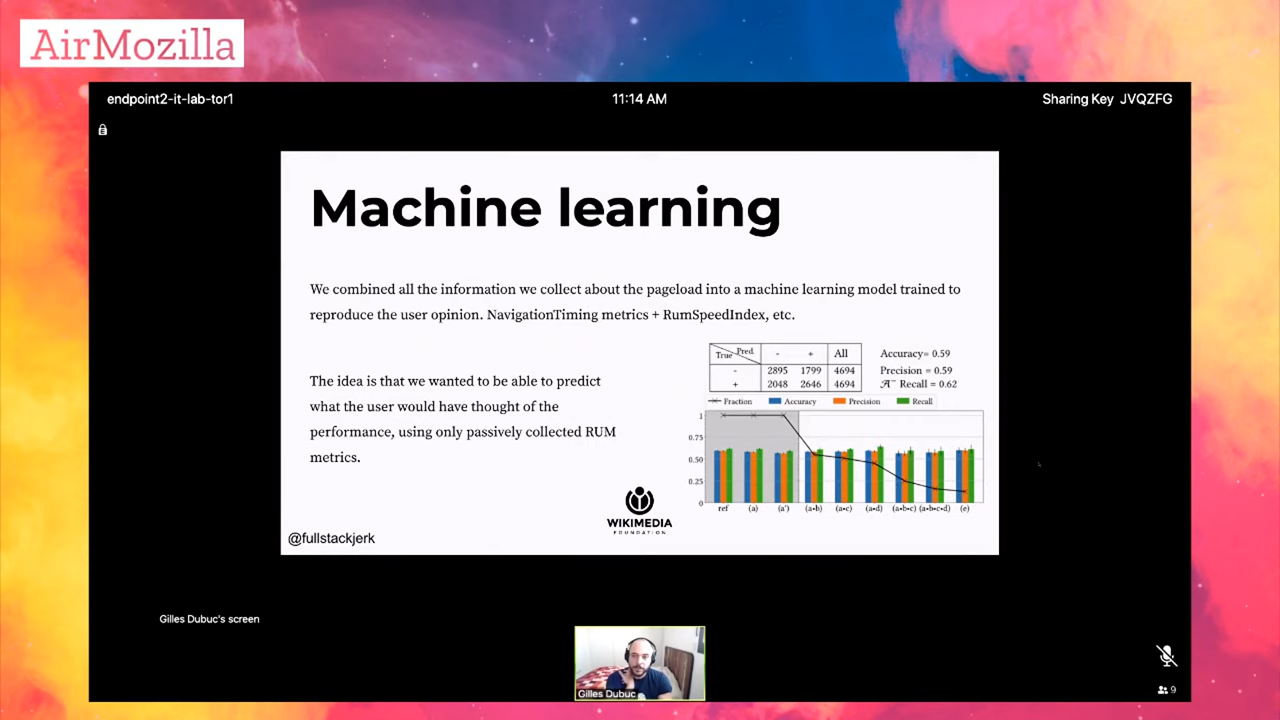 AirMozilla
endpoint2-it-lab-tor1
11:14 AM
Sharing Key JVQZFG
Machine learning
We combined all the information we collect about the pageload into a machine learning model trained to
reproduce the user opinion. NavigationTiming metrics + RumSpeedIndex, etc.
The idea is that we wanted to be able to predict
what the user would have thought of the
performance, using only passively collected RUM
metrics.
True Pred. - + All
- 2895 1799 4694
+ 2048 2646 4694
Accuracy= 0.59
Precision = 0.59
𝒜⁻ Recall = 0.62
Fraction Accuracy Precision Recall
1
0.75
0.50
0.25
0
ref (a) (a') (a•b) (a•c) (a•d) (a•b•c) (a•b•c•d) (e)
WIKIMEDIA
FOUNDATION
@fullstackjerk
Gilles Dubuc's screen
Gilles Dubuc
9